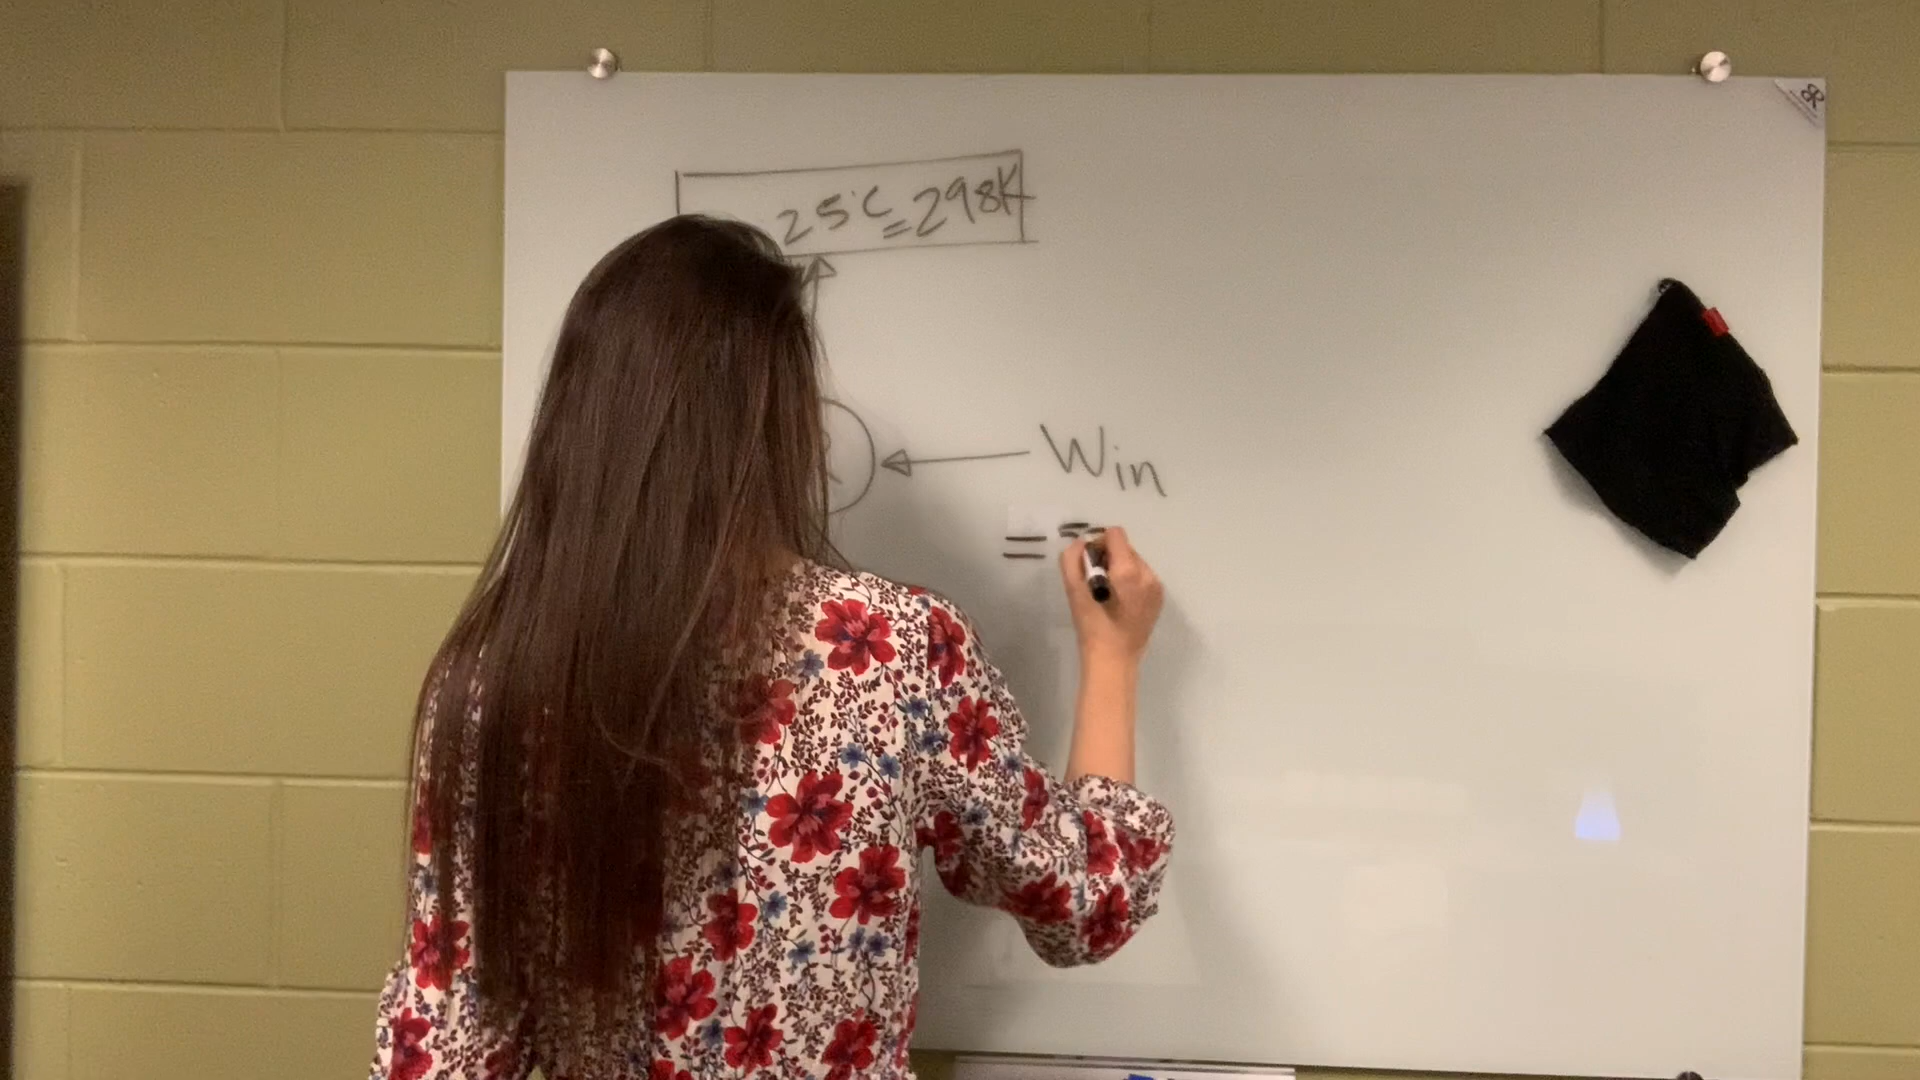 25°C = 298K
Win
=